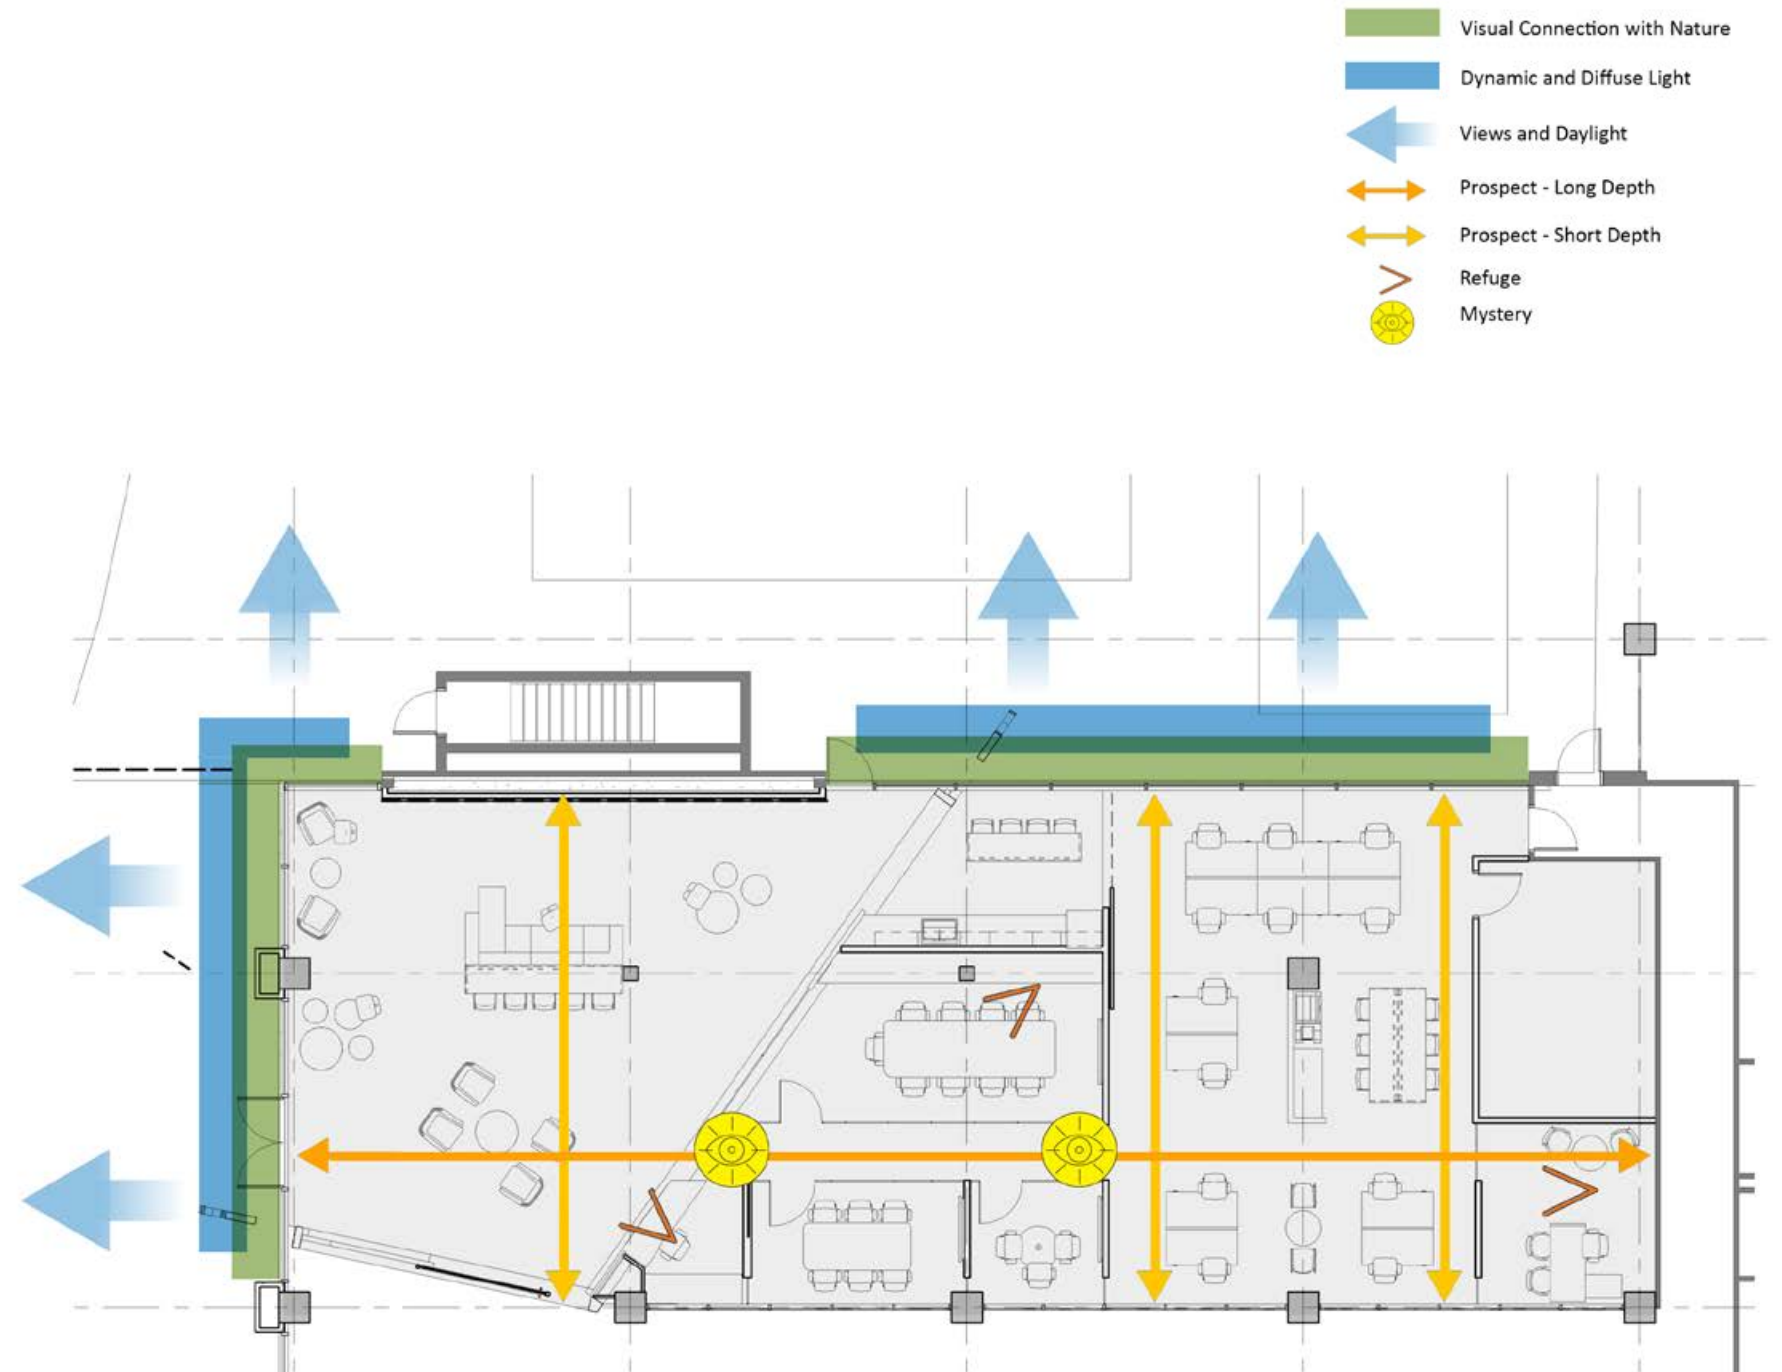 Visual Connection with Nature
Dynamic and Diffuse Light
Views and Daylight
Prospect - Long Depth
Prospect - Short Depth
Refuge
Mystery